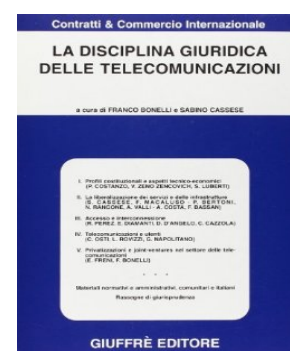 Contratti & Commercio Internazionale
LA DISCIPLINA GIURIDICA
DELLE TELECOMUNICAZIONI
a cura di FRANCO BONELLI e SABINO CASSESE
I. Profili costituzionali e aspetti tecnico-economici
(P. COSTANZO, V. ZENO ZENCOVICH, S. LUBERTI)
II. La liberalizzazione dei servizi e delle infrastrutture
(S. CASSESE, F. MACALUSO, P. BERTONI,
N. RANGONE, A. VALLI, A. COSTA, F. BASSAN)
III. Accesso e interconnessione
(R. PEREZ, E. DIAMANTI, D. D'ANGELO, C. CAZZOLA)
IV. Telecomunicazioni e utenti
(C. OSTI, L. ROVIZZI, G. NAPOLITANO)
V. Privatizzazioni e joint-ventures nel settore delle tele-
comunicazioni
(E. FRENI, F. BONELLI)
* * *
Materiali normativi e amministrativi, comunitari e italiani
Rassegna di giurisprudenza
GIUFFRÈ EDITORE